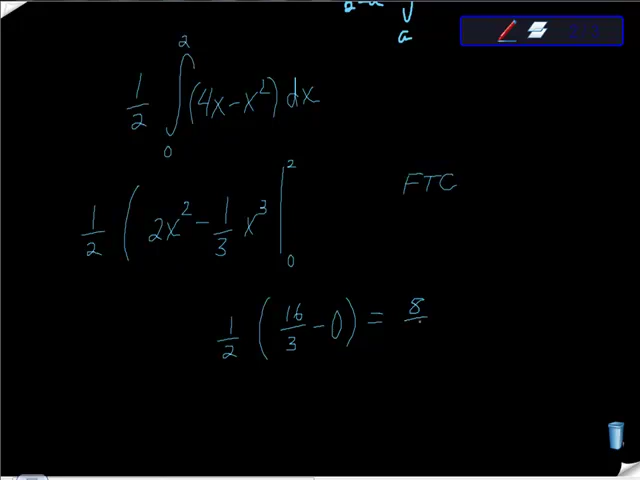 1/2 ∫₀² (4x - x²) dx
1/2 ( 2x² - 1/3 x³ |₀² FTC
1/2 ( 16/3 - 0 ) = 8/